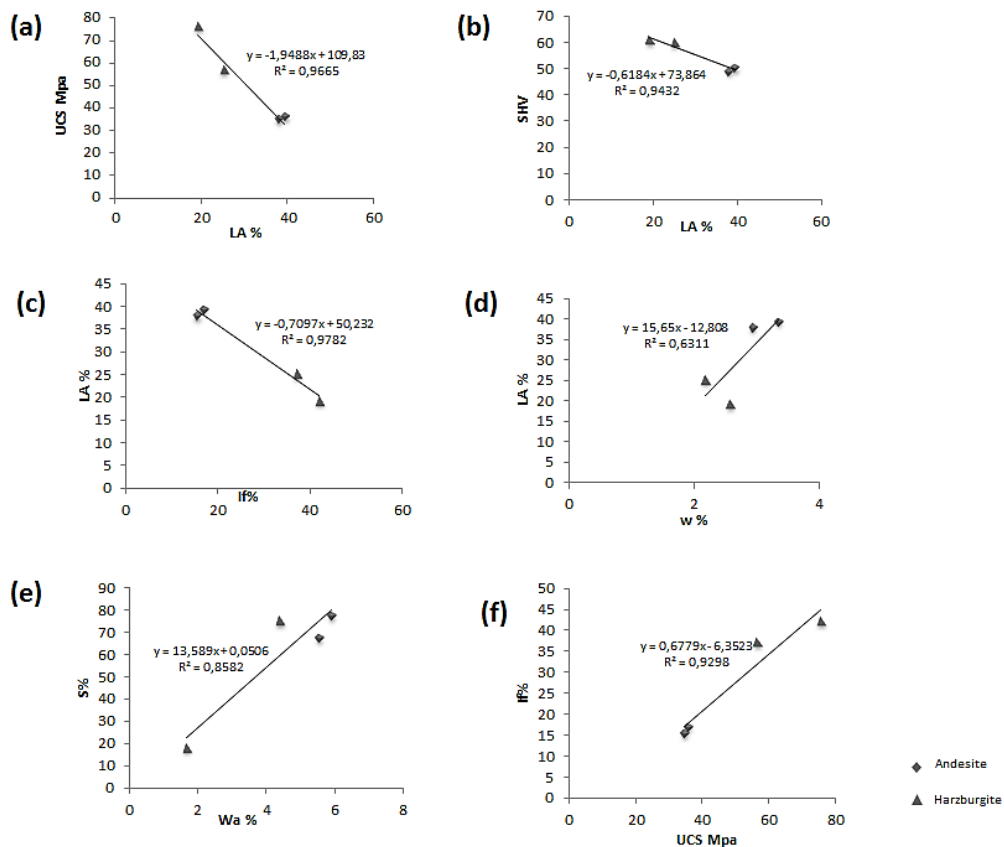 (a)
80
70
60
50
40
30
20
10
0
UCS Mpa
y = -1,9488x + 109,83
R² = 0,9665
0 20 40 60
LA %
(b)
70
60
50
40
30
20
10
0
SHV
y = -0,6184x + 73,864
R² = 0,9432
0 20 40 60
LA %
(c)
45
40
35
30
25
20
15
10
5
0
LA %
y = -0,7097x + 50,232
R² = 0,9782
0 20 40 60
If%
(d)
45
40
35
30
25
20
15
10
5
0
LA %
y = 15,65x - 12,808
R² = 0,6311
0 2 4
w %
(e)
90
80
70
60
50
40
30
20
10
0
S%
y = 13,589x + 0,0506
R² = 0,8582
0 2 4 6 8
Wa %
(f)
50
45
40
35
30
25
20
15
10
5
0
If%
y = 0,6779x - 6,3523
R² = 0,9298
0 20 40 60 80
UCS Mpa
Andesite
Harzburgite